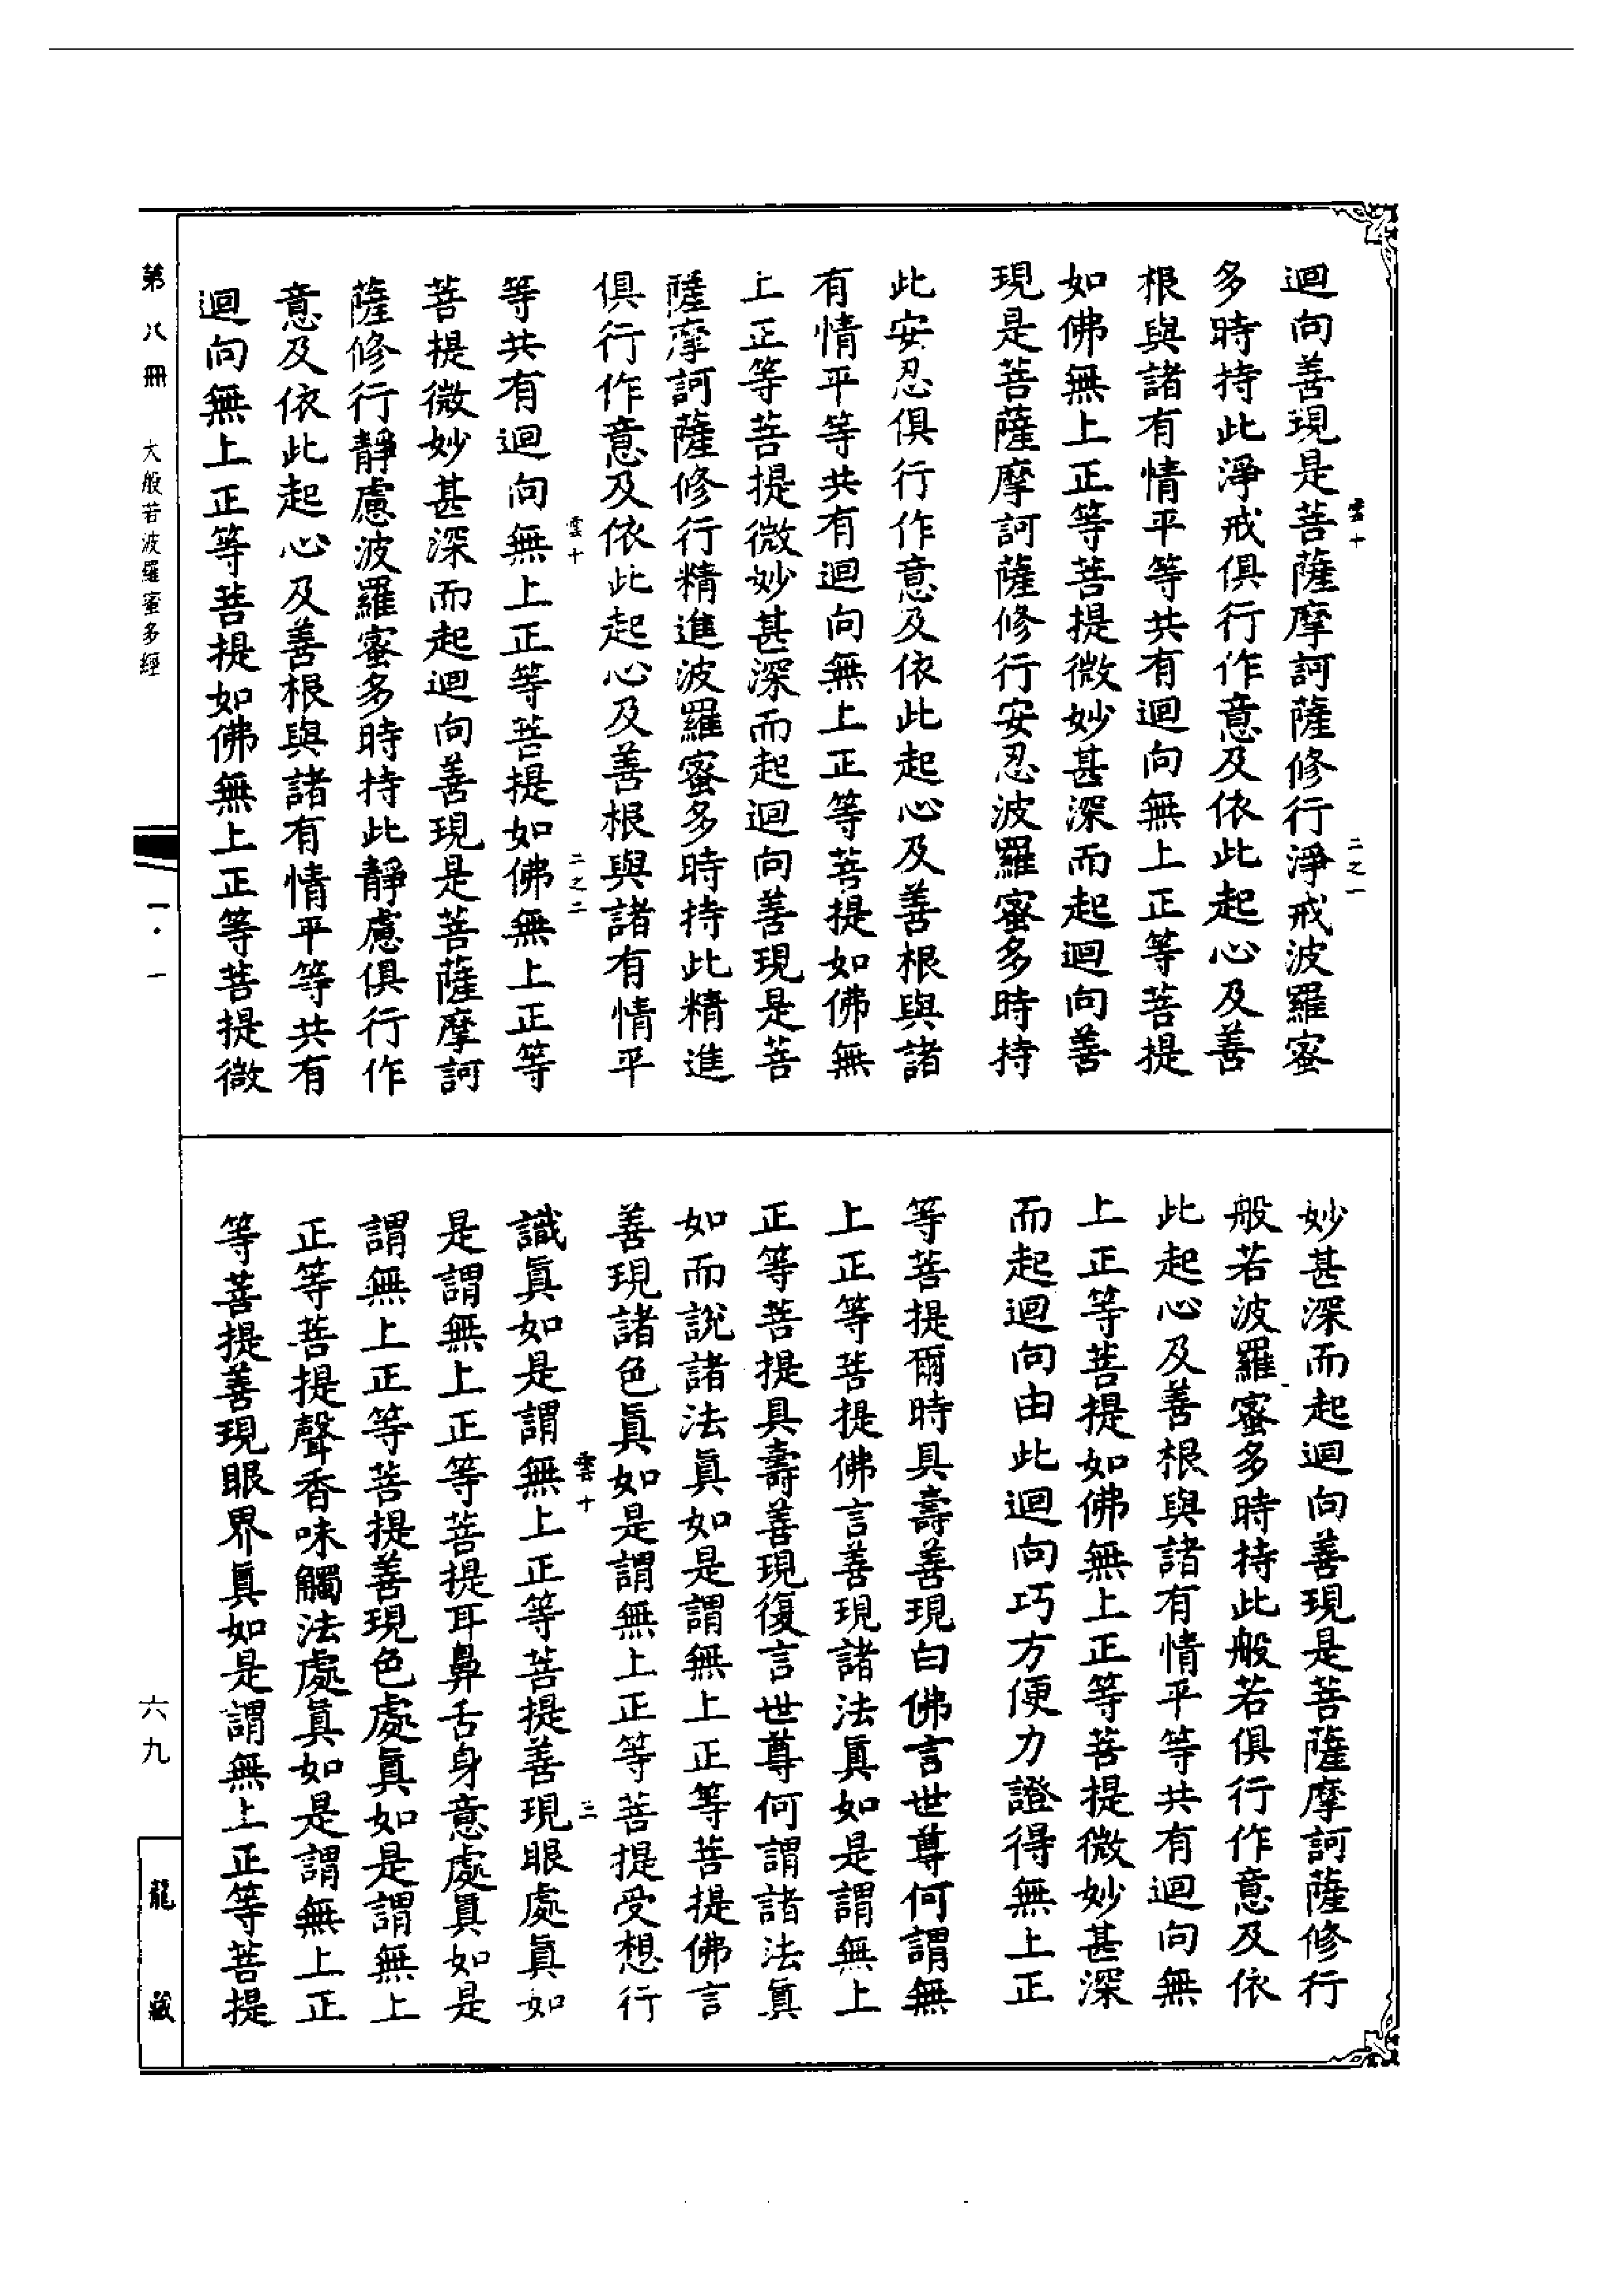 迴向善現是菩薩摩訶薩修行淨戒波羅蜜
多時持此淨戒俱行作意及依此起心及善
根與諸有情平等共有迴向無上正等菩提
如佛無上正等菩提微妙甚深而起迴向善
現是菩薩摩訶薩修行安忍波羅蜜多時持
此安忍俱行作意及依此起心及善根與諸
有情平等共有迴向無上正等菩提如佛無
上正等菩提微妙甚深而起迴向善現是菩
薩摩訶薩修行精進波羅蜜多時持此精進
俱行作意及依此起心及善根與諸有情平
等共有迴向無上正等菩提如佛無上正等
菩提微妙甚深而起迴向善現是菩薩摩訶
薩修行靜慮波羅蜜多時持此靜慮俱行作
意及依此起心及善根與諸有情平等共有
迴向無上正等菩提如佛無上正等菩提微
妙甚深而起迴向善現是菩薩摩訶薩修行
般若波羅蜜多時持此般若俱行作意及依
此起心及善根與諸有情平等共有迴向無
上正等菩提如佛無上正等菩提微妙甚深
而起迴向由此迴向巧方便力證得無上正
等菩提爾時具壽善現白佛言世尊何謂無
上正等菩提佛言善現諸法眞如是謂無上
正等菩提具壽善現復言世尊何謂諸法眞
如而說諸法眞如是謂無上正等菩提佛言
善現諸色眞如是謂無上正等菩提受想行
識眞如是謂無上正等菩提善現眼處眞如
是謂無上正等菩提耳鼻舌身意處眞如是
謂無上正等菩提善現色處眞如是謂無上
正等菩提聲香味觸法處眞如是謂無上正
等菩提善現眼界眞如是謂無上正等菩提
雲十
二之一
雲十
二之二
雲十
三
第八冊
大般若波羅蜜多經
一·一
六九
龍藏